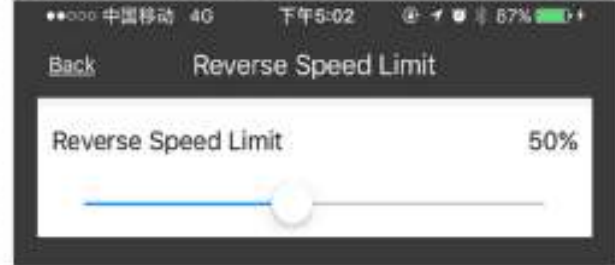 中国移动 4G 下午5:02 87%
Back Reverse Speed Limit
Reverse Speed Limit 50%